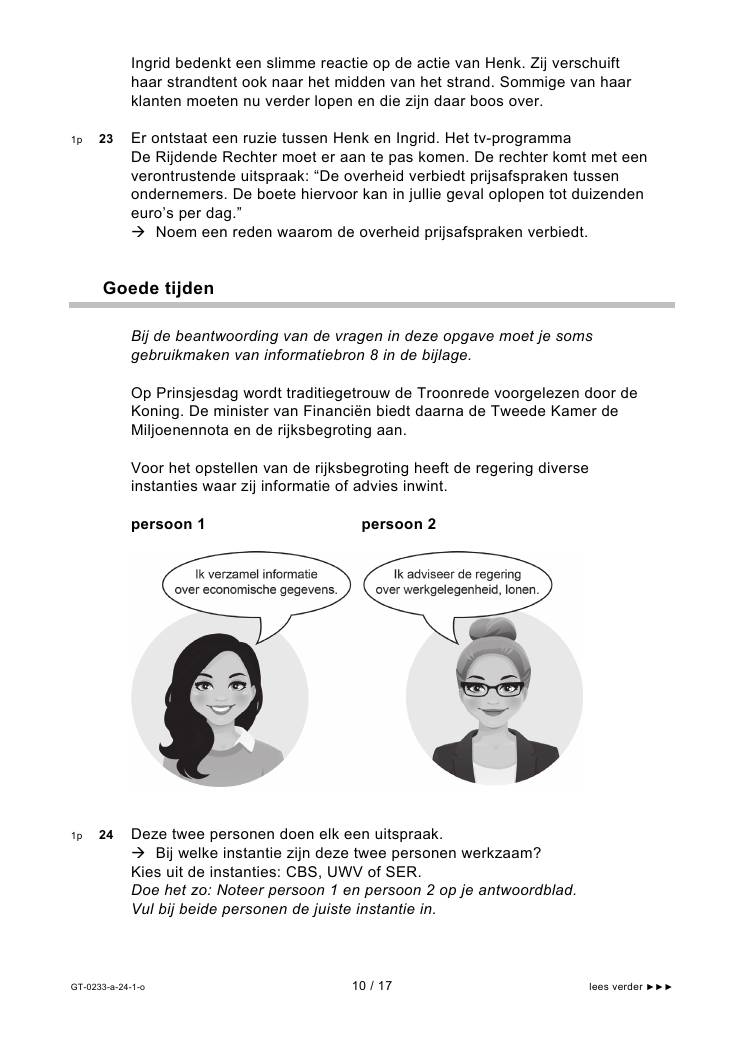 Ingrid bedenkt een slimme reactie op de actie van Henk. Zij verschuift
haar strandtent ook naar het midden van het strand. Sommige van haar
klanten moeten nu verder lopen en die zijn daar boos over.
1p 23 Er ontstaat een ruzie tussen Henk en Ingrid. Het tv-programma
De Rijdende Rechter moet er aan te pas komen. De rechter komt met een
verontrustende uitspraak: “De overheid verbiedt prijsafspraken tussen
ondernemers. De boete hiervoor kan in jullie geval oplopen tot duizenden
euro’s per dag.”
→ Noem een reden waarom de overheid prijsafspraken verbiedt.
Goede tijden
Bij de beantwoording van de vragen in deze opgave moet je soms
gebruikmaken van informatiebron 8 in de bijlage.
Op Prinsjesdag wordt traditiegetrouw de Troonrede voorgelezen door de
Koning. De minister van Financiën biedt daarna de Tweede Kamer de
Miljoenennota en de rijksbegroting aan.
Voor het opstellen van de rijksbegroting heeft de regering diverse
instanties waar zij informatie of advies inwint.
persoon 1 persoon 2
Ik verzamel informatie
over economische gegevens.
Ik adviseer de regering
over werkgelegenheid, lonen.
1p 24 Deze twee personen doen elk een uitspraak.
→ Bij welke instantie zijn deze twee personen werkzaam?
Kies uit de instanties: CBS, UWV of SER.
Doe het zo: Noteer persoon 1 en persoon 2 op je antwoordblad.
Vul bij beide personen de juiste instantie in.
GT-0233-a-24-1-o 10 / 17 lees verder ►►►